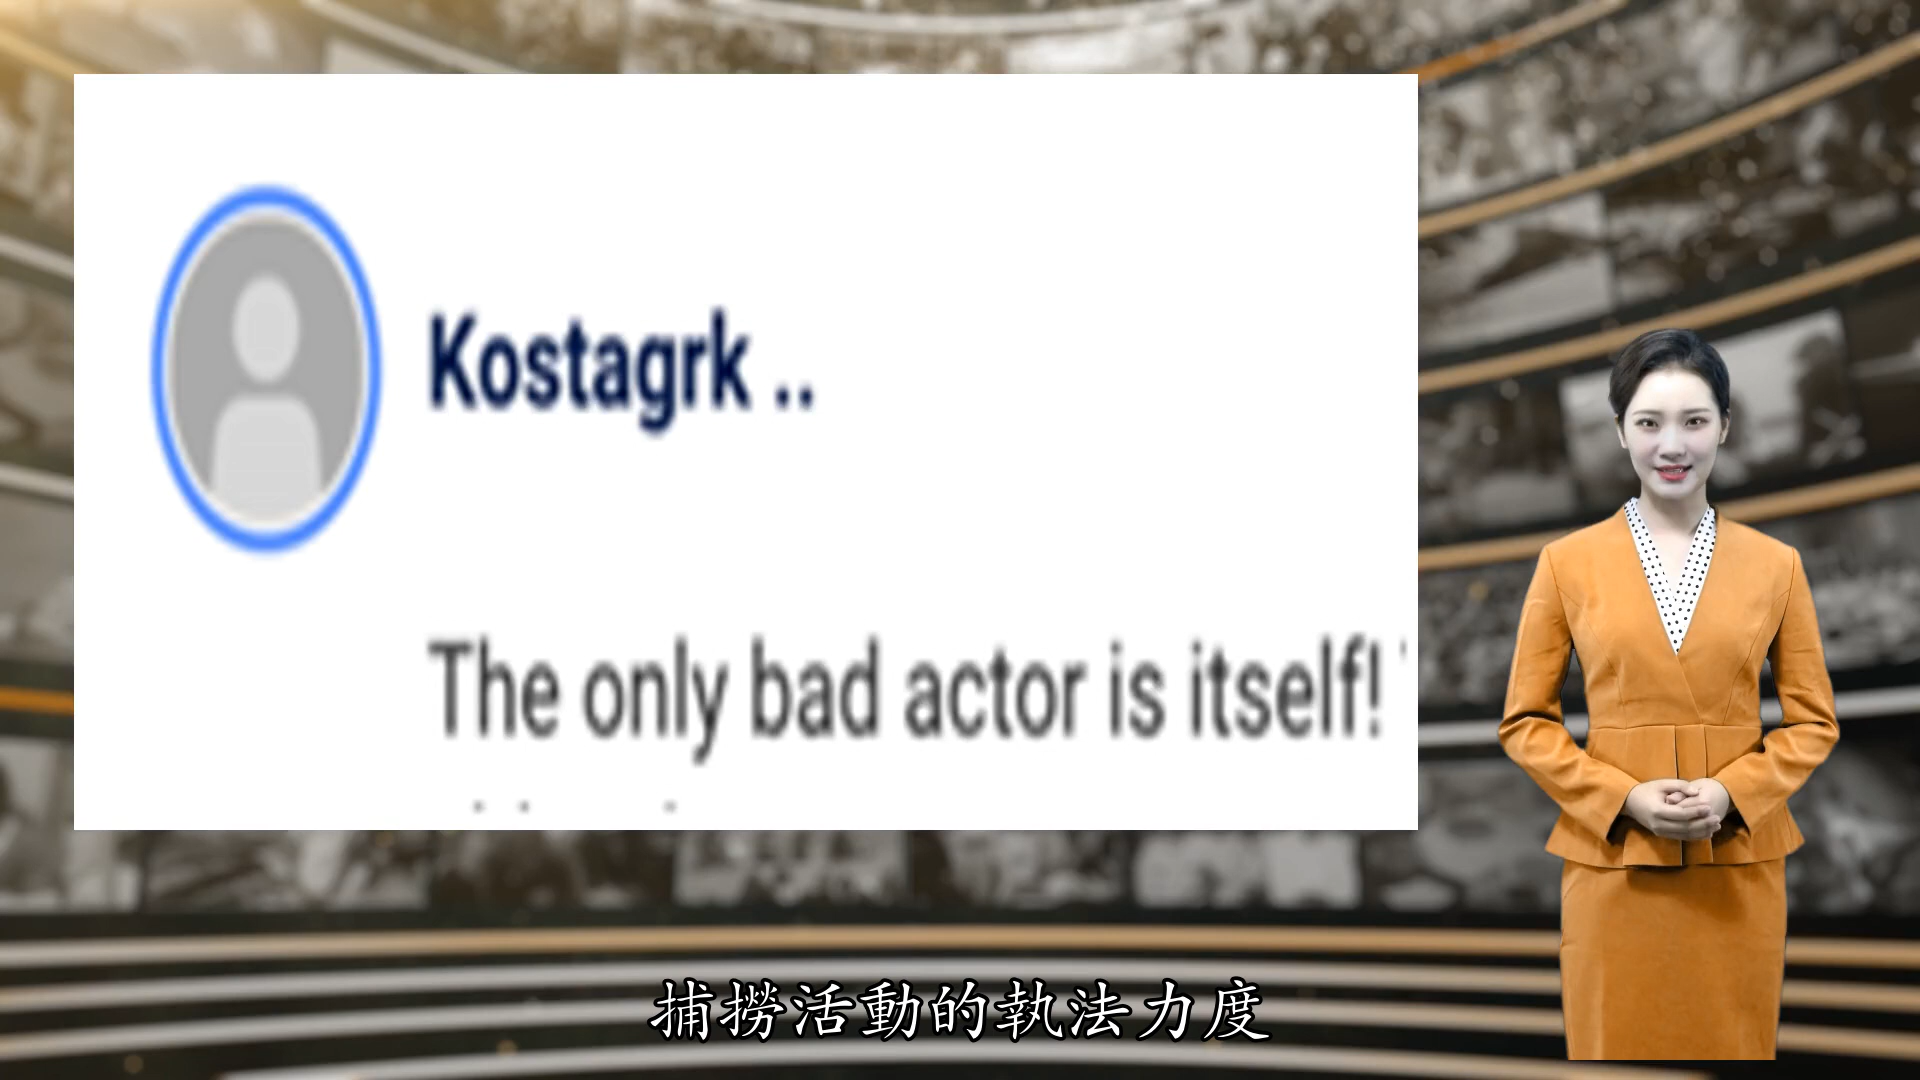 Kostagrk ..
The only bad actor is itself!
捕撈活動的執法力度